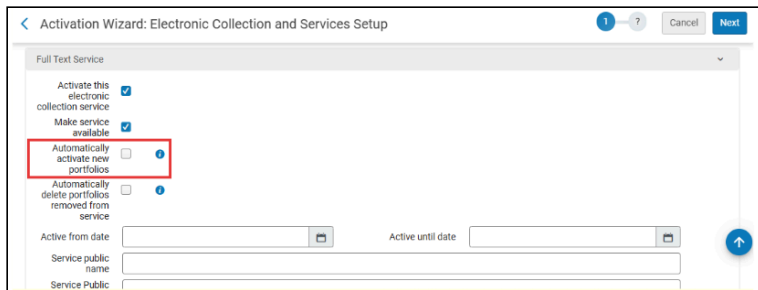 Activation Wizard: Electronic Collection and Services Setup
1
?
Cancel
Next
Full Text Service
Activate this
electronic
collection service
Make service
available
Automatically
activate new
portfolios
Automatically
delete portfolios
removed from
service
Active from date
Active until date
Service public
name
Service Public